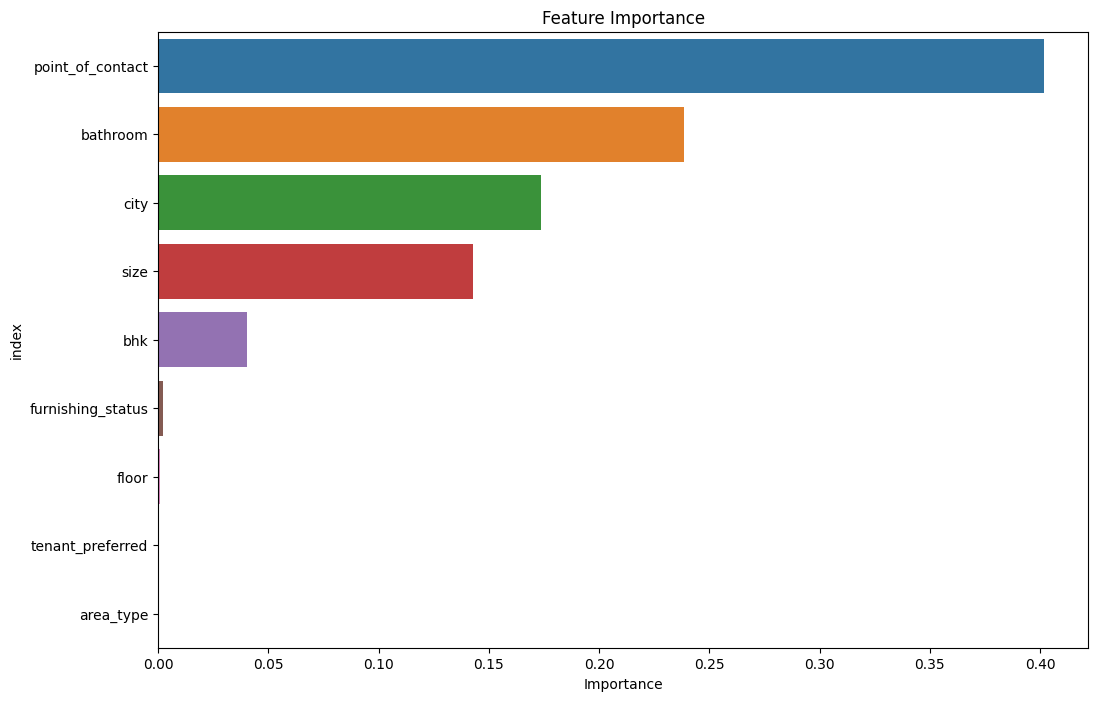 Feature Importance
point_of_contact
bathroom
city
size
bhk
furnishing_status
floor
tenant_preferred
area_type
index
0.00 0.05 0.10 0.15 0.20 0.25 0.30 0.35 0.40
Importance